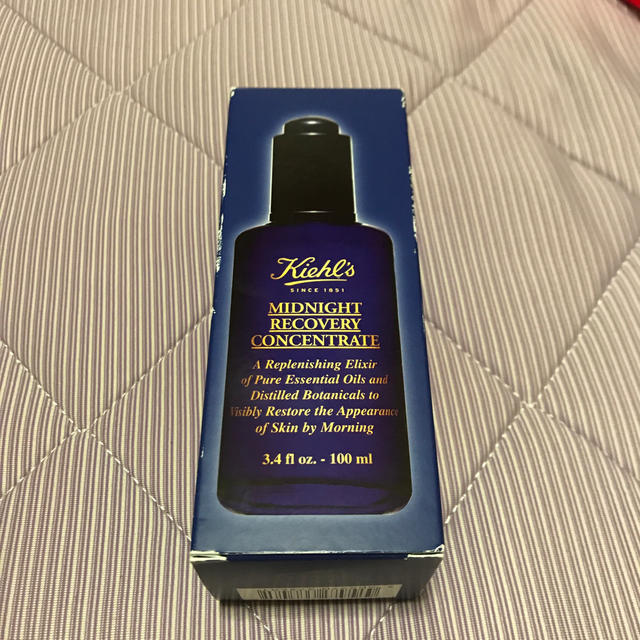 Kiehl's
SINCE 1851
MIDNIGHT
RECOVERY
CONCENTRATE
A Replenishing Elixir
of Pure Essential Oils and
Distilled Botanicals to
Visibly Restore the Appearance
of Skin by Morning
3.4 fl oz. - 100 ml